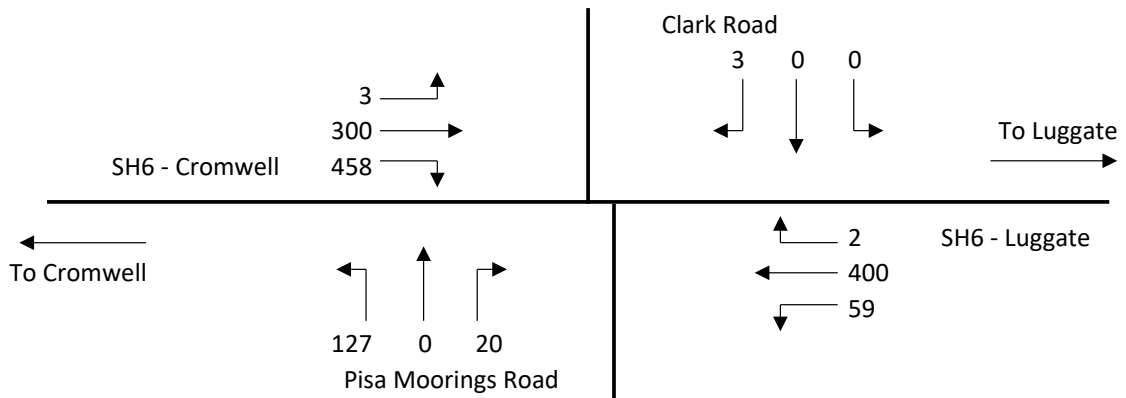 Clark Road
3 0 0
3
300
458
SH6 - Cromwell
To Luggate
To Cromwell
2
400
59
SH6 - Luggate
127 0 20
Pisa Moorings Road